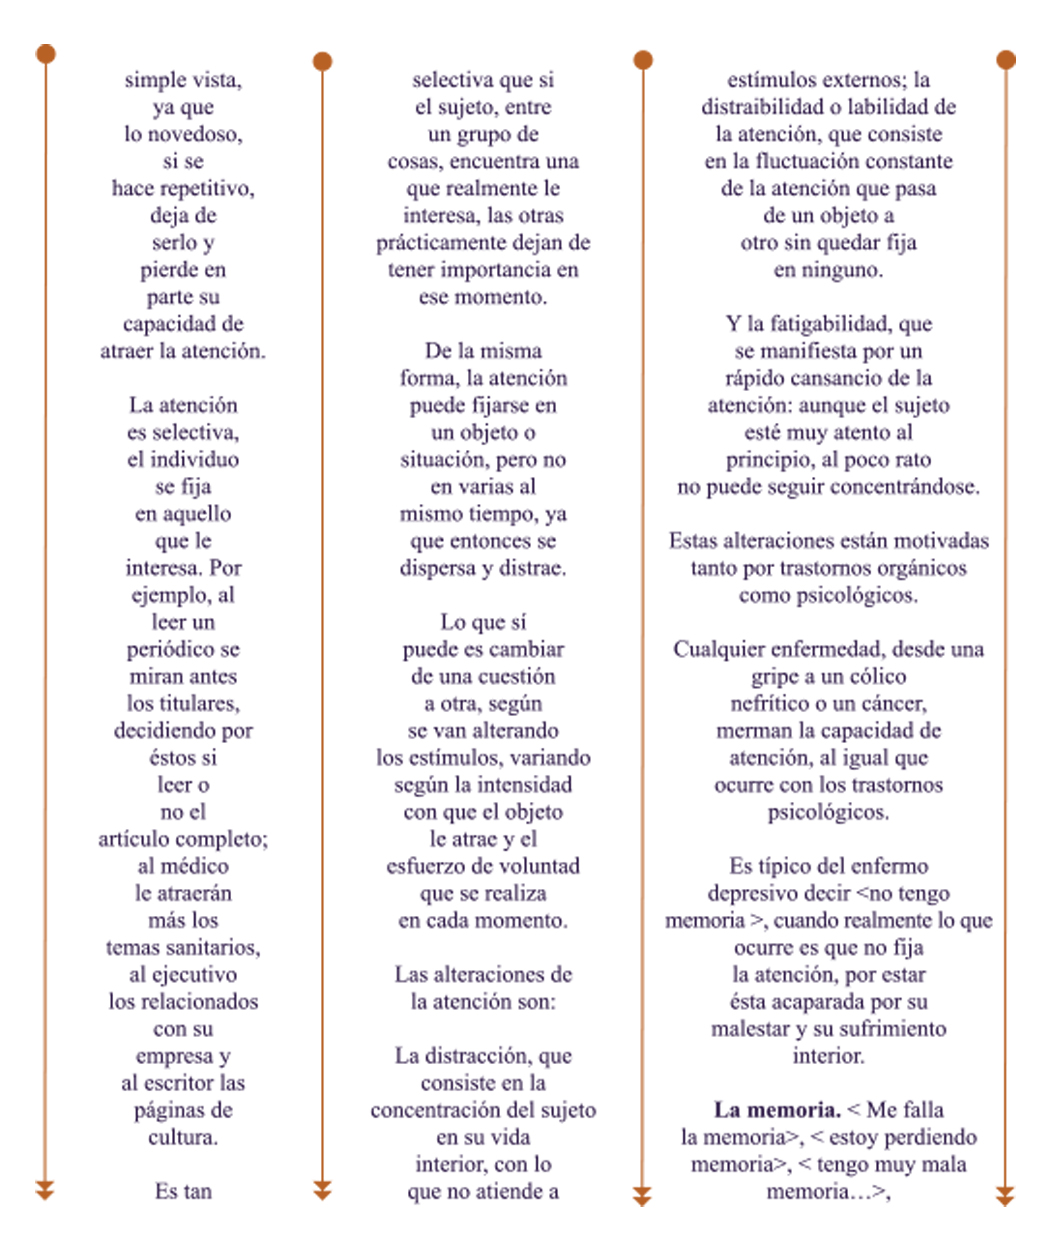 simple vista,
ya que
lo novedoso,
si se
hace repetitivo,
deja de
serlo y
pierde en
parte su
capacidad de
atraer la atención.
La atención
es selectiva,
el individuo
se fija
en aquello
que le
interesa. Por
ejemplo, al
leer un
periódico se
miran antes
los titulares,
decidiendo por
éstos si
leer o
no el
artículo completo;
al médico
le atraerán
más los
temas sanitarios,
al ejecutivo
los relacionados
con su
empresa y
al escritor las
páginas de
cultura.
Es tan
selectiva que si
el sujeto, entre
un grupo de
cosas, encuentra una
que realmente le
interesa, las otras
prácticamente dejan de
tener importancia en
ese momento.
De la misma
forma, la atención
puede fijarse en
un objeto o
situación, pero no
en varias al
mismo tiempo, ya
que entonces se
dispersa y distrae.
Lo que sí
puede es cambiar
de una cuestión
a otra, según
se van alterando
los estímulos, variando
según la intensidad
con que el objeto
le atrae y el
esfuerzo de voluntad
que se realiza
en cada momento.
Las alteraciones de
la atención son:
La distracción, que
consiste en la
concentración del sujeto
en su vida
interior, con lo
que no atiende a
estímulos externos; la
distraibilidad o labilidad de
la atención, que consiste
en la fluctuación constante
de la atención que pasa
de un objeto a
otro sin quedar fija
en ninguno.
Y la fatigabilidad, que
se manifiesta por un
rápido cansancio de la
atención: aunque el sujeto
esté muy atento al
principio, al poco rato
no puede seguir concentrándose.
Estas alteraciones están motivadas
tanto por trastornos orgánicos
como psicológicos.
Cualquier enfermedad, desde una
gripe a un cólico
nefrítico o un cáncer,
merman la capacidad de
atención, al igual que
ocurre con los trastornos
psicológicos.
Es típico del enfermo
depresivo decir <no tengo
memoria >, cuando realmente lo que
ocurre es que no fija
la atención, por estar
ésta acaparada por su
malestar y su sufrimiento
interior.
La memoria. < Me falla
la memoria>, < estoy perdiendo
memoria>, < tengo muy mala
memoria…>,